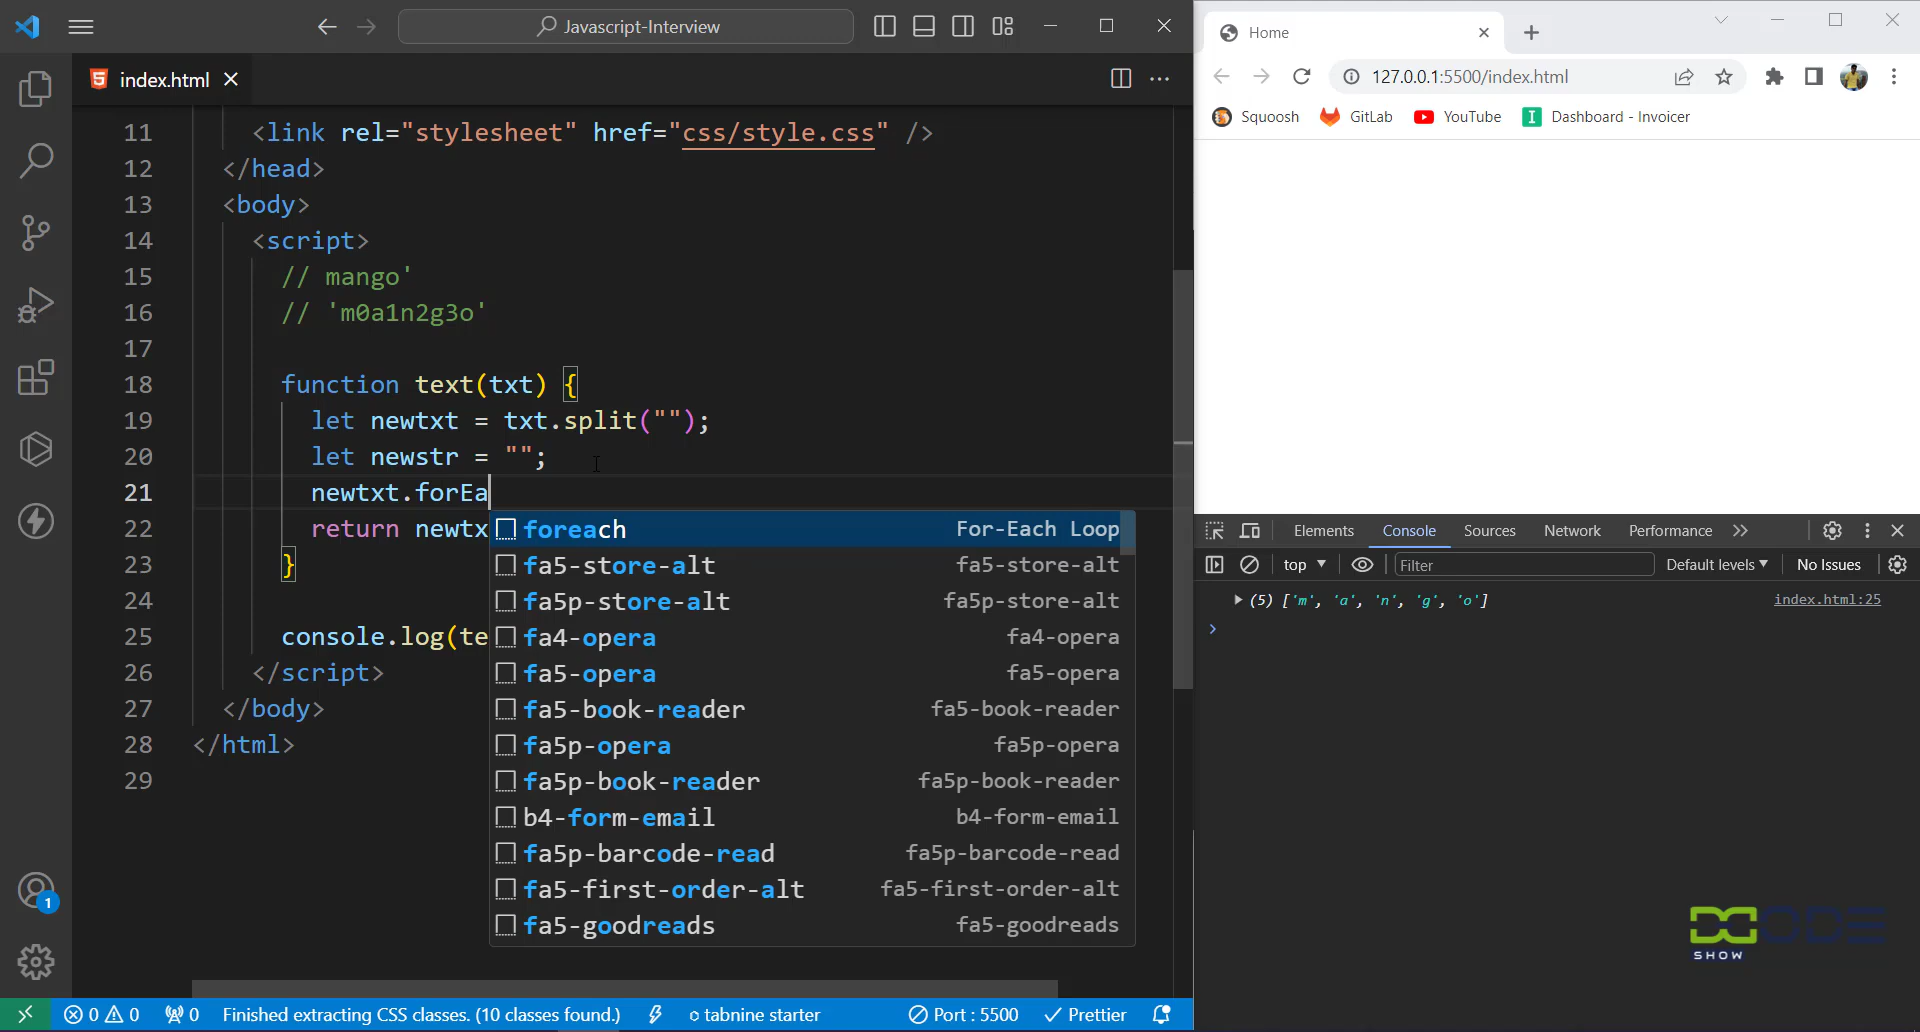 Javascript-Interview
index.html
11 <link rel="stylesheet" href="css/style.css" />
12 </head>
13 <body>
14 <script>
15 // mango'
16 // 'm0a1n2g3o'
17
18 function text(txt) {
19 let newtxt = txt.split("");
20 let newstr = "";
21 newtxt.forEa
22 return newtx
23 }
24
25 console.log(te
26 </script>
27 </body>
28 </html>
29
foreach For-Each Loop
fa5-store-alt fa5-store-alt
fa5p-store-alt fa5p-store-alt
fa4-opera fa4-opera
fa5-opera fa5-opera
fa5-book-reader fa5-book-reader
fa5p-opera fa5p-opera
fa5p-book-reader fa5p-book-reader
b4-form-email b4-form-email
fa5p-barcode-read fa5p-barcode-read
fa5-first-order-alt fa5-first-order-alt
fa5-goodreads fa5-goodreads
1
0 0 0 Finished extracting CSS classes. (10 classes found.) tabnine starter Port : 5500 Prettier
Home
127.0.0.1:5500/index.html
Squoosh GitLab YouTube Dashboard - Invoicer
Elements Console Sources Network Performance
top Filter Default levels No Issues
(5) ['m', 'a', 'n', 'g', 'o'] index.html:25
DCODE
SHOW